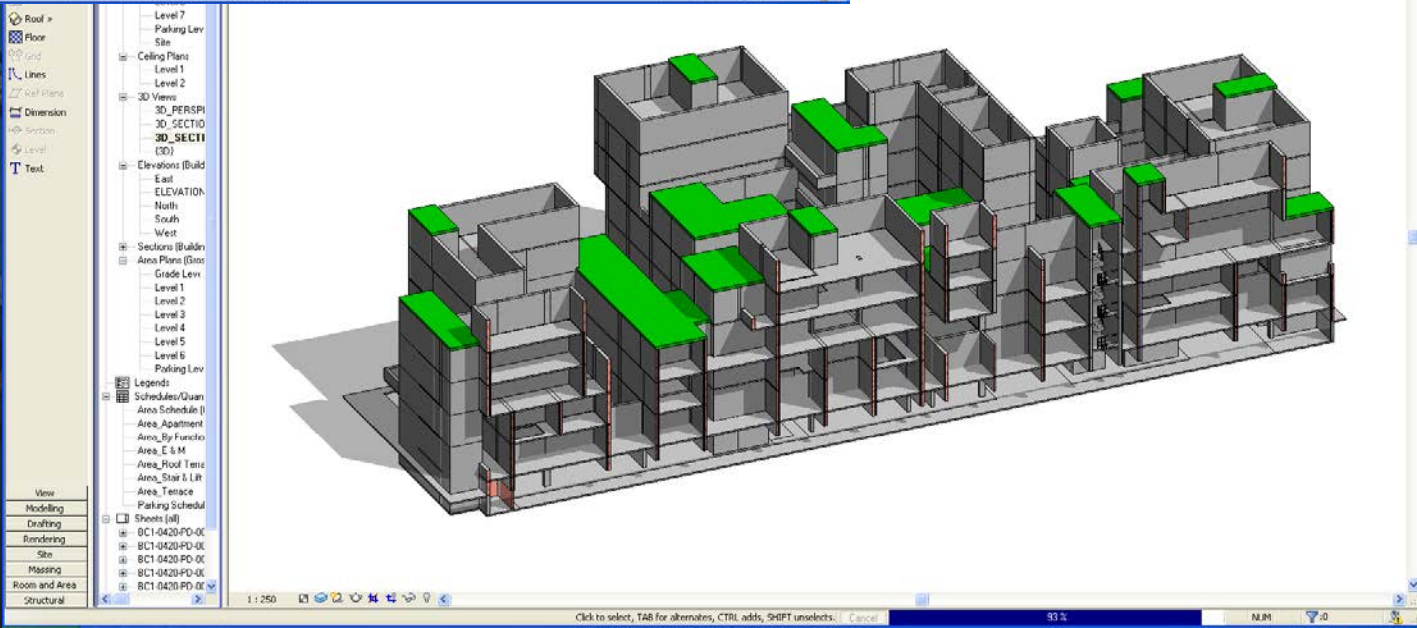 Roof »
Floor
Grid
Lines
Ref Plane
Dimension
Section
Level
Text
View
Modelling
Drafting
Rendering
Site
Massing
Room and Area
Structural
Level 7
Parking Lev
Site
Ceiling Plans
Level 1
Level 2
3D Views
3D_PERSPI
3D_SECTIO
3D_SECTI
{3D}
Elevations (Build
East
ELEVATION
North
South
West
Sections (Buildin
Area Plans (Gros
Grade Leve
Level 1
Level 2
Level 3
Level 4
Level 5
Level 6
Parking Lev
Legends
Schedules/Quan
Area Schedule (
Area_Apartment
Area_By Functio
Area_E & M
Area_Roof Terra
Area_Stair & Lift
Area_Terrace
Parking Schedul
Sheets (all)
BC1-0420-PD-00
BC1-0420-PD-00
BC1-0420-PD-00
BC1-0420-PD-00
BC1-0420-PD-00
1 : 250
Click to select, TAB for alternates, CTRL adds, SHIFT unselects. Cancel 93 % NUM :0